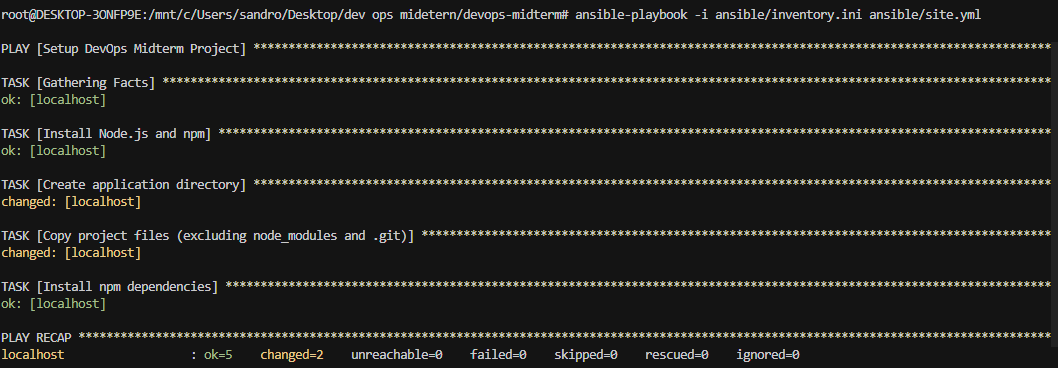 root@DESKTOP-3ONFP9E:/mnt/c/Users/sandro/Desktop/dev ops midetern/devops-midterm# ansible-playbook -i ansible/inventory.ini ansible/site.yml
PLAY [Setup DevOps Midterm Project] ******************************************************************************************************************
TASK [Gathering Facts] *******************************************************************************************************************************
ok: [localhost]
TASK [Install Node.js and npm] ***********************************************************************************************************************
ok: [localhost]
TASK [Create application directory] ******************************************************************************************************************
changed: [localhost]
TASK [Copy project files (excluding node_modules and .git)] ******************************************************************************************
changed: [localhost]
TASK [Install npm dependencies] **********************************************************************************************************************
ok: [localhost]
PLAY RECAP *******************************************************************************************************************************************
localhost                  : ok=5    changed=2    unreachable=0    failed=0    skipped=0    rescued=0    ignored=0